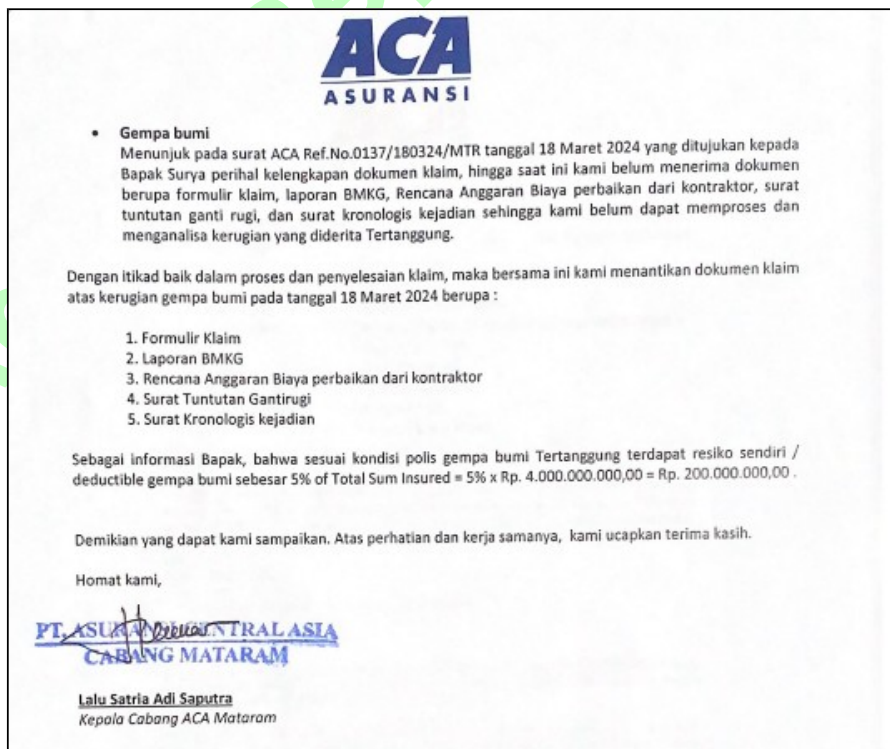 ACA
ASURANSI
• Gempa bumi
Menunjuk pada surat ACA Ref.No.0137/180324/MTR tanggal 18 Maret 2024 yang ditujukan kepada
Bapak Surya perihal kelengkapan dokumen klaim, hingga saat ini kami belum menerima dokumen
berupa formulir klaim, laporan BMKG, Rencana Anggaran Biaya perbaikan dari kontraktor, surat
tuntutan ganti rugi, dan surat kronologis kejadian sehingga kami belum dapat memproses dan
menganalisa kerugian yang diderita Tertanggung.
Dengan itikad baik dalam proses dan penyelesaian klaim, maka bersama ini kami menantikan dokumen klaim
atas kerugian gempa bumi pada tanggal 18 Maret 2024 berupa :
1. Formulir Klaim
2. Laporan BMKG
3. Rencana Anggaran Biaya perbaikan dari kontraktor
4. Surat Tuntutan Gantirugi
5. Surat Kronologis kejadian
Sebagai informasi Bapak, bahwa sesuai kondisi polis gempa bumi Tertanggung terdapat resiko sendiri /
deductible gempa bumi sebesar 5% of Total Sum Insured = 5% x Rp. 4.000.000.000,00 = Rp. 200.000.000,00 .
Demikian yang dapat kami sampaikan. Atas perhatian dan kerja samanya, kami ucapkan terima kasih.
Homat kami,
PT. ASURANSI CENTRAL ASIA
CABANG MATARAM
Lalu Satria Adi Saputra
Kepala Cabang ACA Mataram